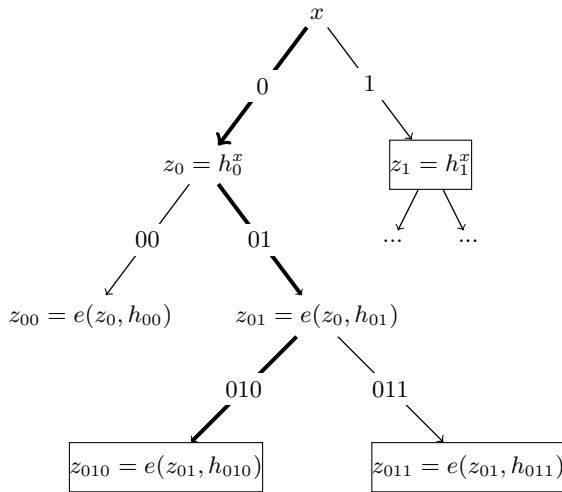 x
0
1
z_0 = h_0^x
z_1 = h_1^x
00
01
...
...
z_{00} = e(z_0, h_{00})
z_{01} = e(z_0, h_{01})
010
011
z_{010} = e(z_{01}, h_{010})
z_{011} = e(z_{01}, h_{011})